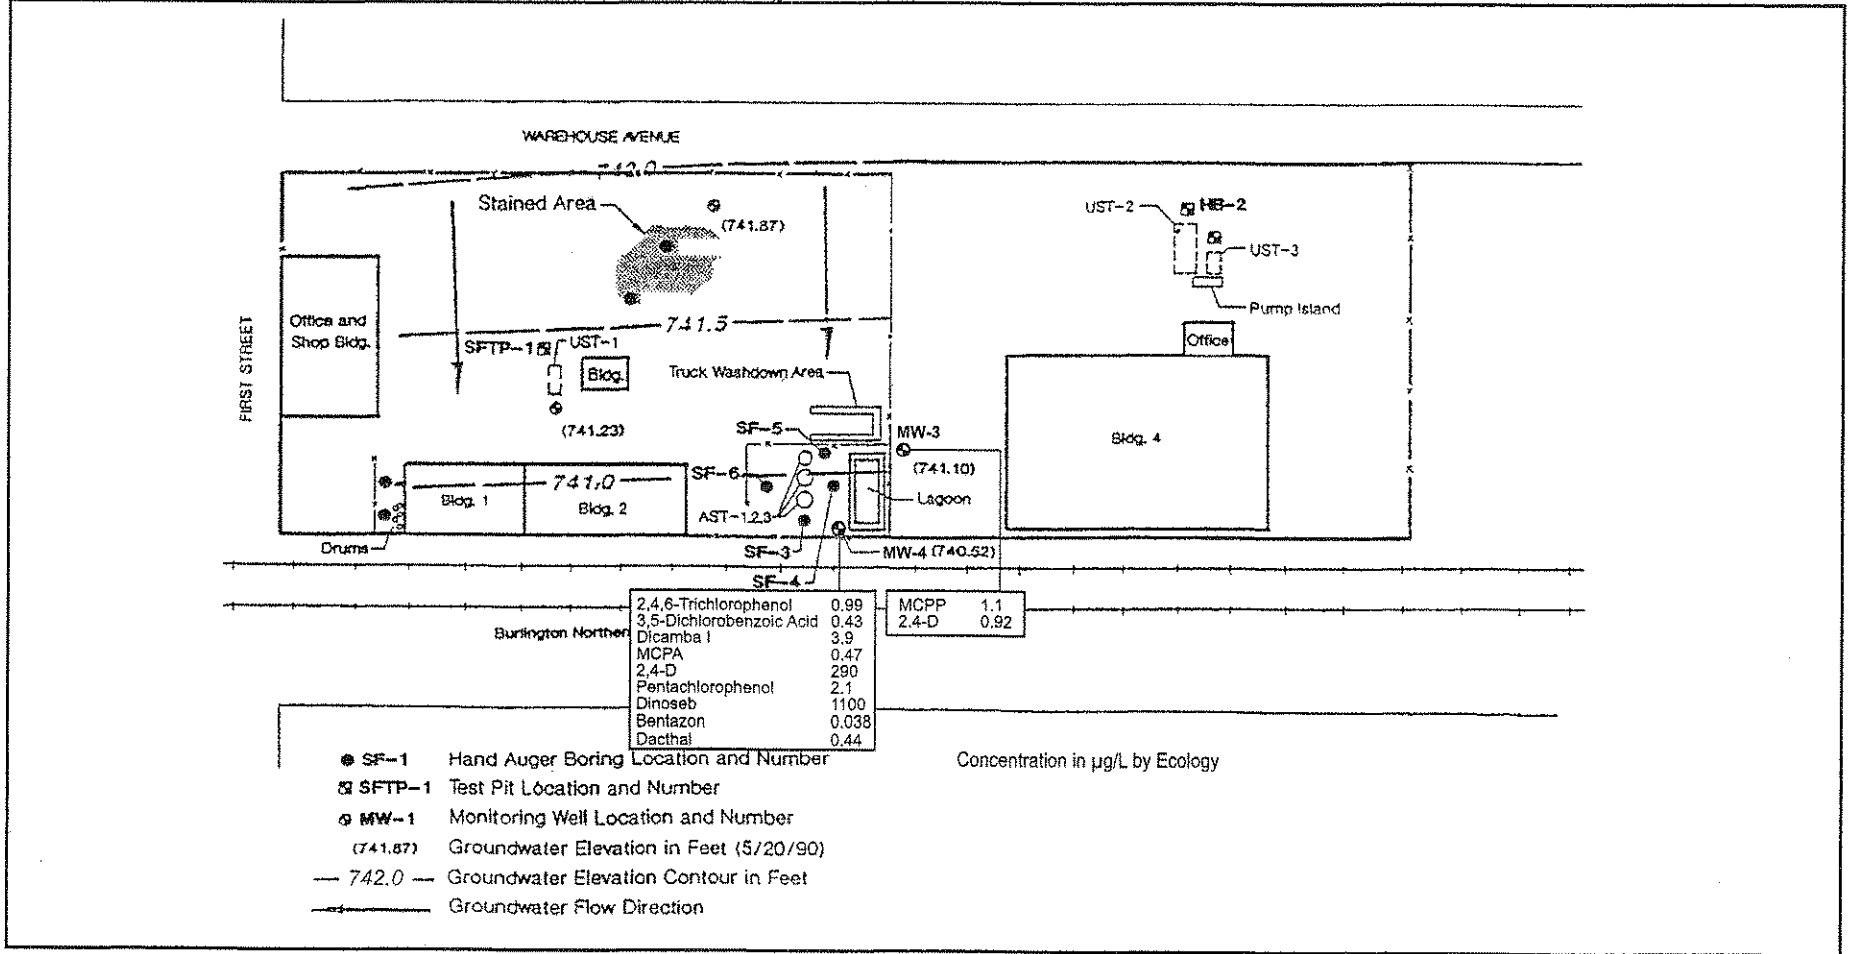 WAREHOUSE AVENUE
742.0
Stained Area
(741.87)
UST-2
HB-2
UST-3
Pump Island
Office and
Shop Bldg.
FIRST STREET
741.5
SFTP-1
UST-1
Bldg.
Truck Washdown Area
Office
(741.23)
SF-5
MW-3
Bldg. 4
SF-6
(741.10)
741.0
Bldg. 1
Bldg. 2
AST-1,2,3
Lagoon
Drums
SF-3
MW-4 (740.52)
SF-4
2,4,6-Trichlorophenol 0.99
3,5-Dichlorobenzoic Acid 0.43
Dicamba I 3.9
MCPA 0.47
2,4-D 290
Pentachlorophenol 2.1
Dinoseb 1100
Bentazon 0.038
Dacthal 0.44
MCPP 1.1
2.4-D 0.92
Burlington Northern
SF-1 Hand Auger Boring Location and Number
SFTP-1 Test Pit Location and Number
MW-1 Monitoring Well Location and Number
(741.87) Groundwater Elevation in Feet (5/20/90)
742.0 Groundwater Elevation Contour in Feet
Groundwater Flow Direction
Concentration in µg/L by Ecology